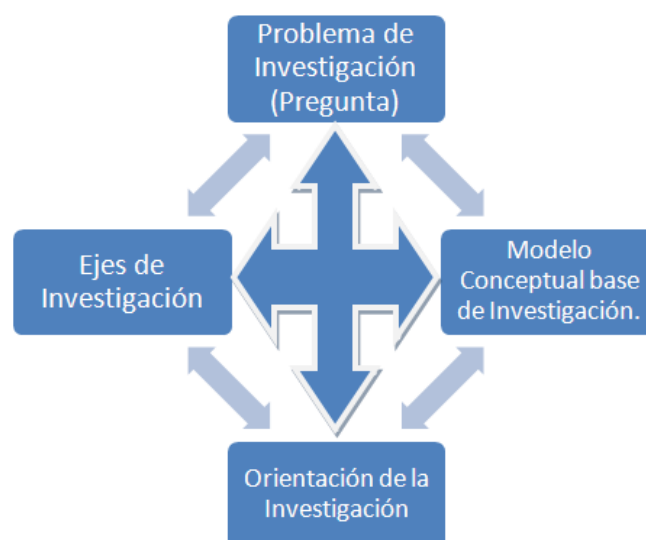 Problema de
Investigación
(Pregunta)
Ejes de
Investigación
Modelo
Conceptual base
de Investigación.
Orientación de la
Investigación